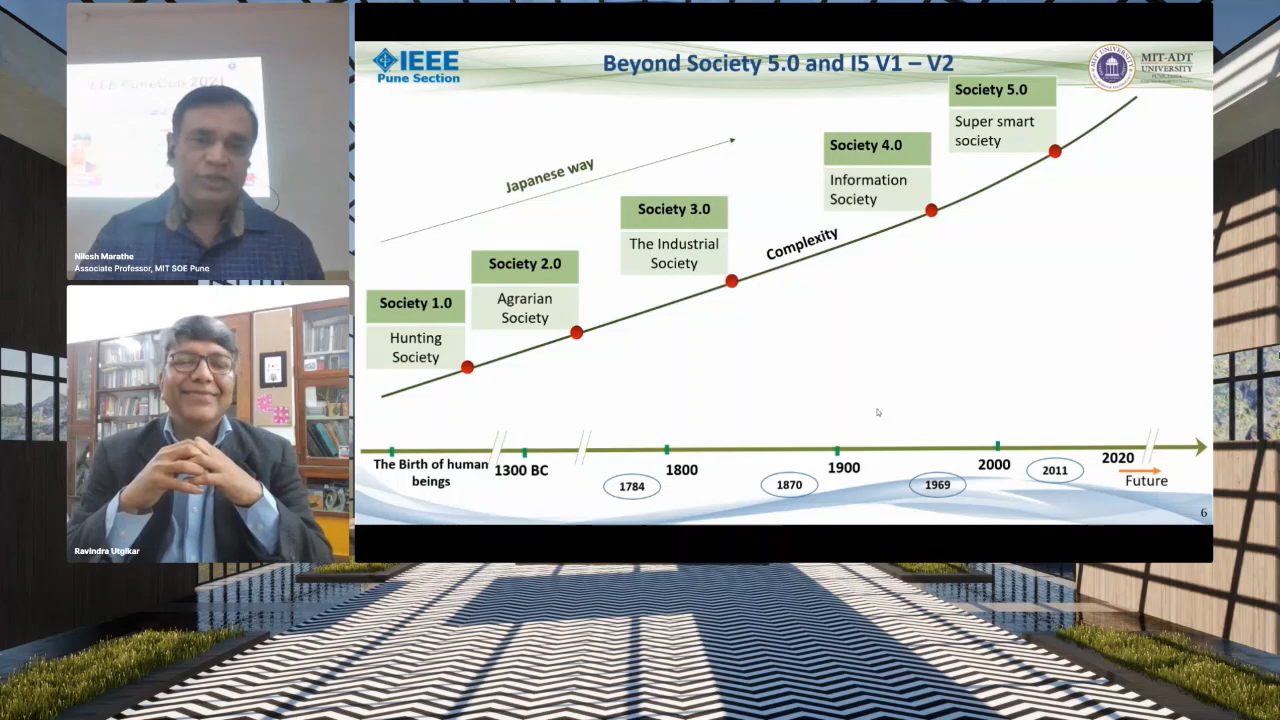 IEEE PuneCon 2021
Nilesh Marathe
Associate Professor, MIT SOE Pune
Ravindra Utgikar
IEEE
Pune Section
Beyond Society 5.0 and I5 V1 – V2
MIT-ADT
UNIVERSITY
Society 5.0
Super smart
society
Society 4.0
Information
Society
Japanese way
Society 3.0
The Industrial
Society
Complexity
Society 2.0
Agrarian
Society
Society 1.0
Hunting
Society
The Birth of human
beings
1300 BC
1800
1900
2000
2020
1784
1870
1969
2011
Future
6